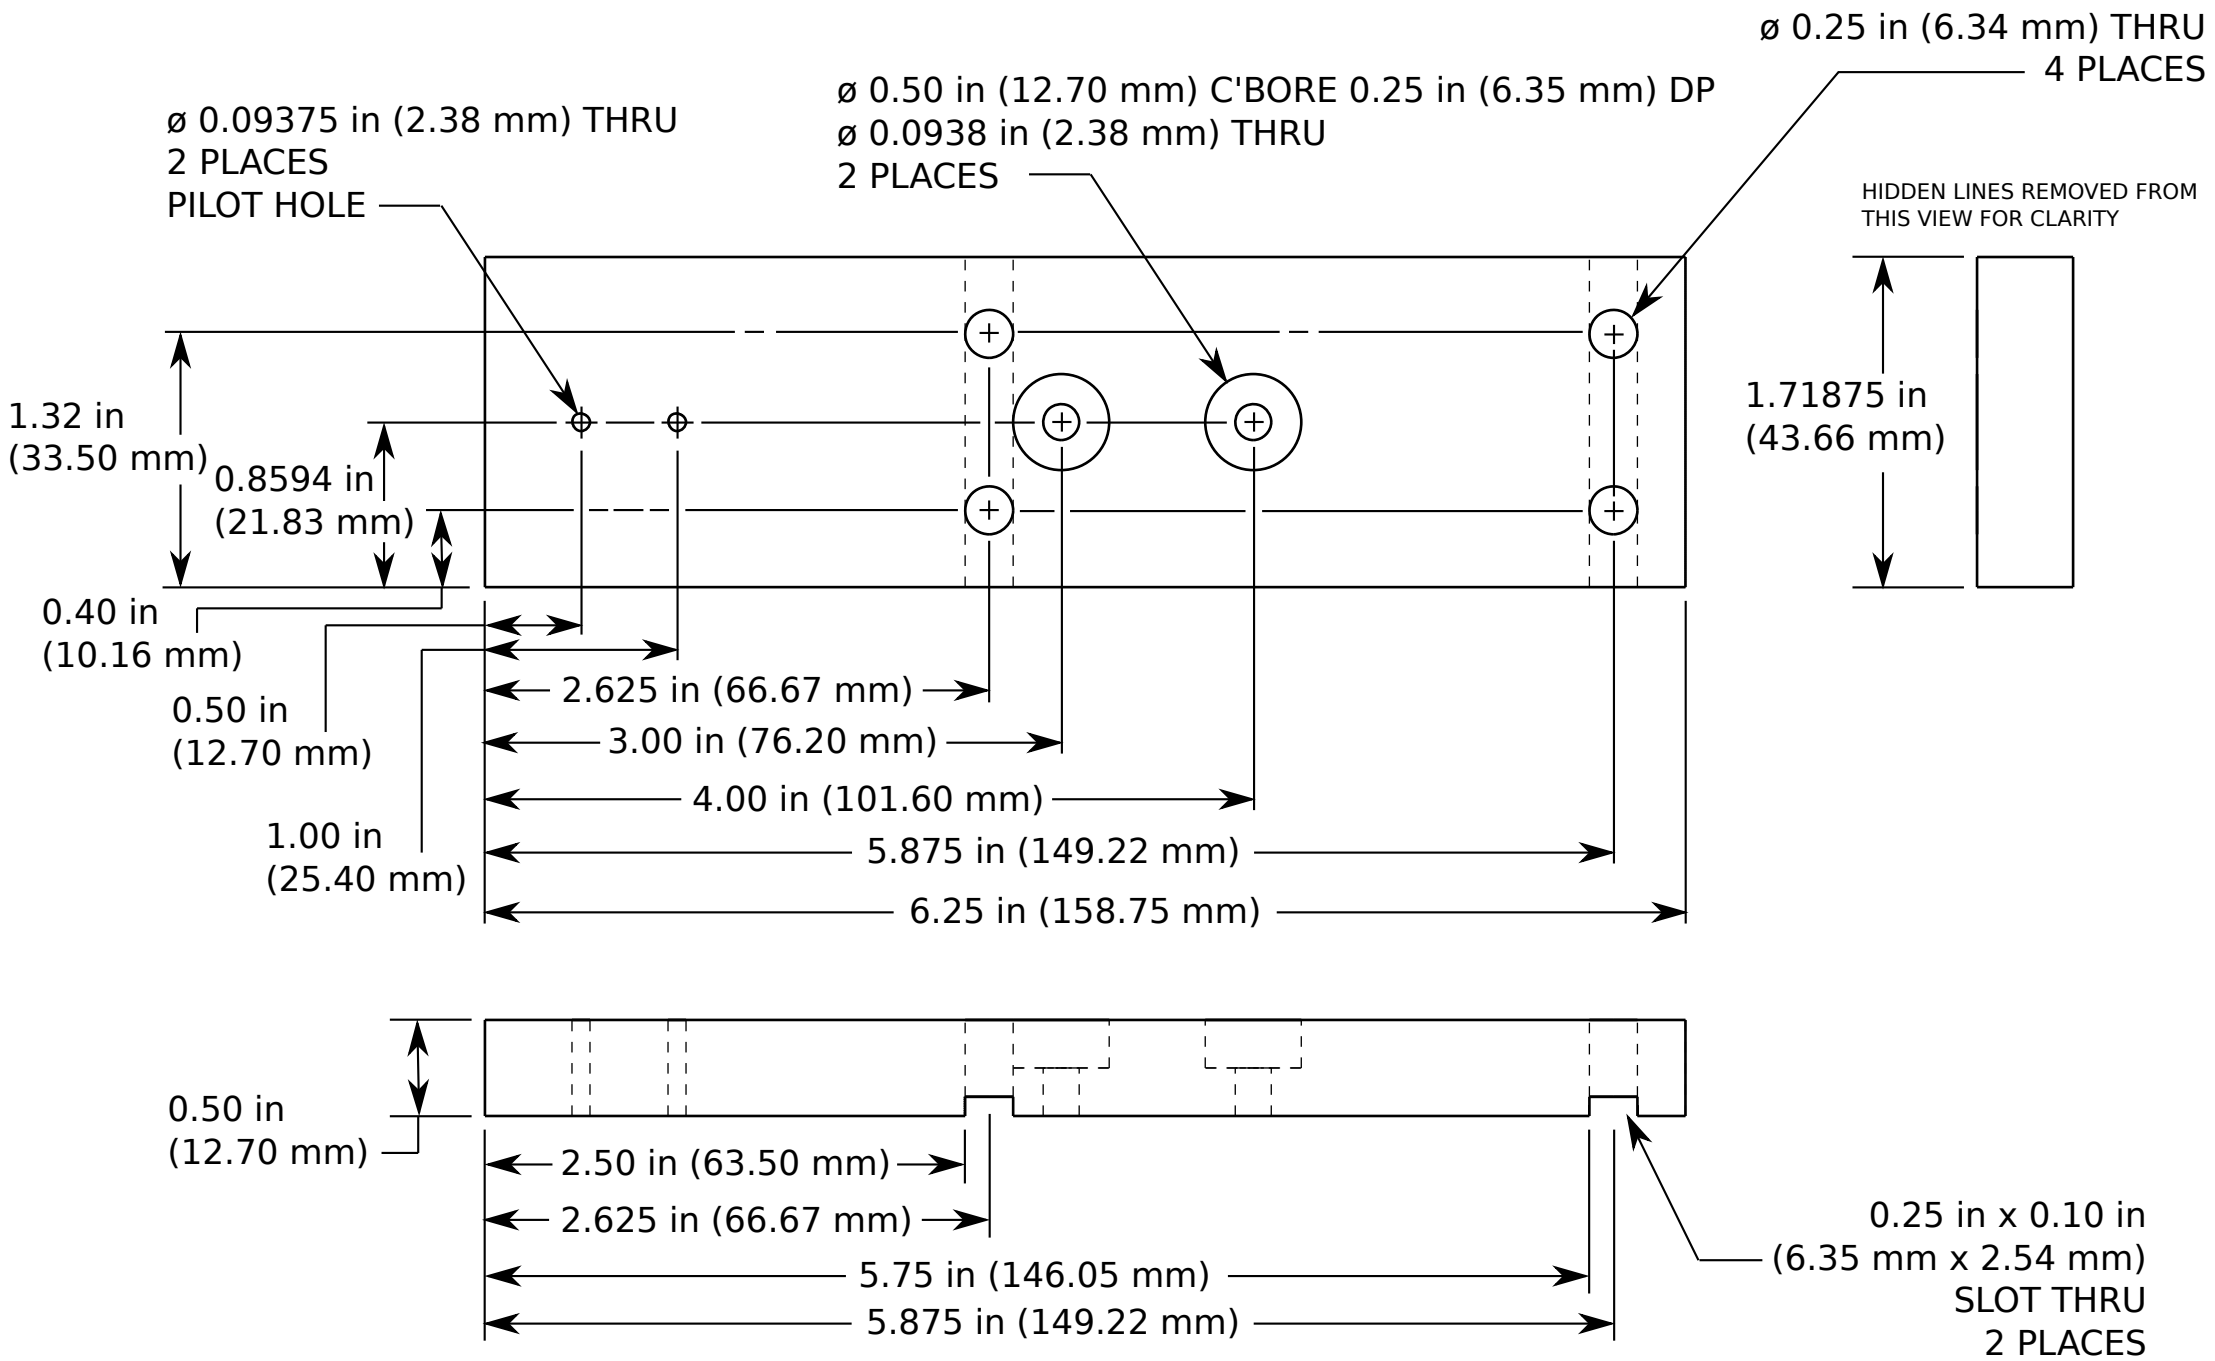 ø 0.25 in (6.34 mm) THRU
4 PLACES
ø 0.50 in (12.70 mm) C'BORE 0.25 in (6.35 mm) DP
ø 0.0938 in (2.38 mm) THRU
2 PLACES
ø 0.09375 in (2.38 mm) THRU
2 PLACES
PILOT HOLE
HIDDEN LINES REMOVED FROM
THIS VIEW FOR CLARITY
1.32 in
(33.50 mm)
0.8594 in
(21.83 mm)
1.71875 in
(43.66 mm)
0.40 in
(10.16 mm)
0.50 in
(12.70 mm)
1.00 in
(25.40 mm)
2.625 in (66.67 mm)
3.00 in (76.20 mm)
4.00 in (101.60 mm)
5.875 in (149.22 mm)
6.25 in (158.75 mm)
0.50 in
(12.70 mm)
2.50 in (63.50 mm)
2.625 in (66.67 mm)
5.75 in (146.05 mm)
5.875 in (149.22 mm)
0.25 in x 0.10 in
(6.35 mm x 2.54 mm)
SLOT THRU
2 PLACES